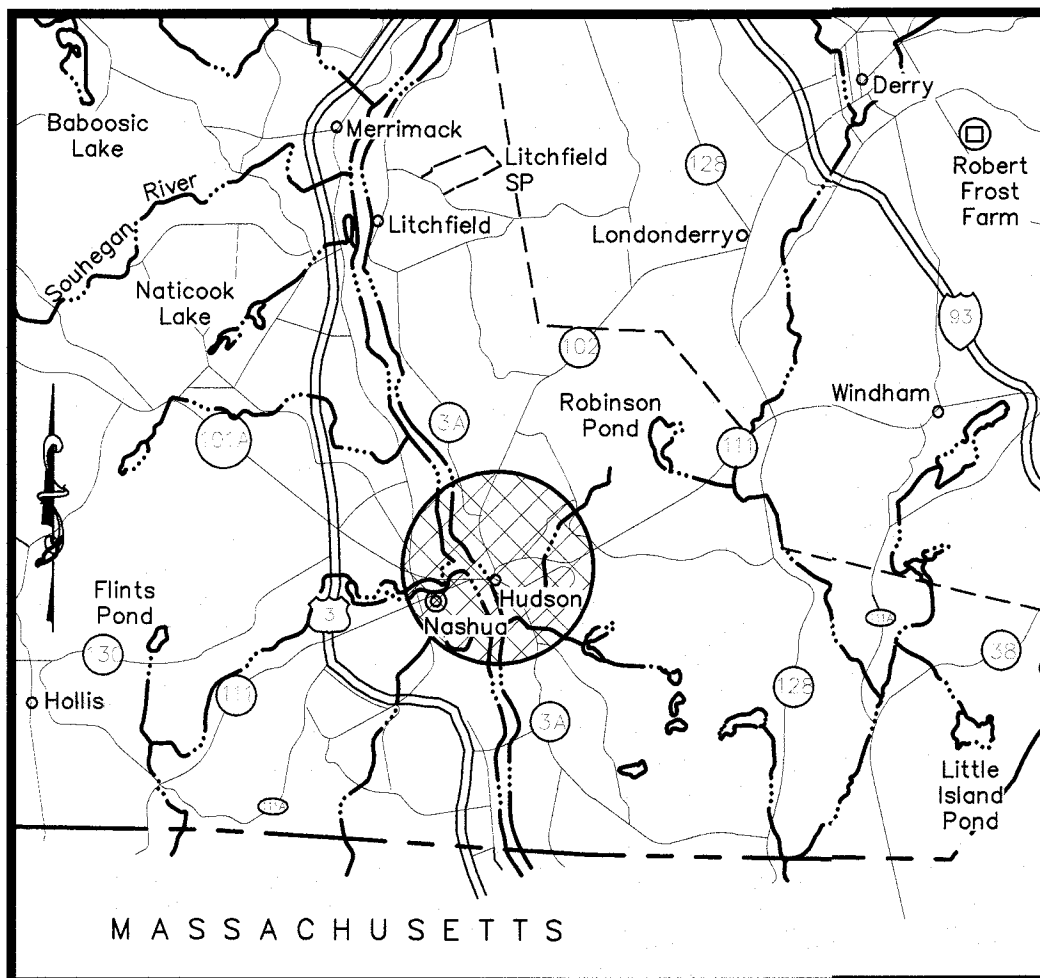 Derry
Baboosic
Lake
Merrimack
Litchfield
SP
128
Robert
Frost
Farm
River
Souhegan
Litchfield
Londonderry
Naticook
Lake
93
102
Robinson
Pond
Windham
3A
101A
111
Flints
Pond
3
Hudson
Nashua
130
111
Hollis
111A
38
128
3A
Little
Island
Pond
111A
MASSACHUSETTS